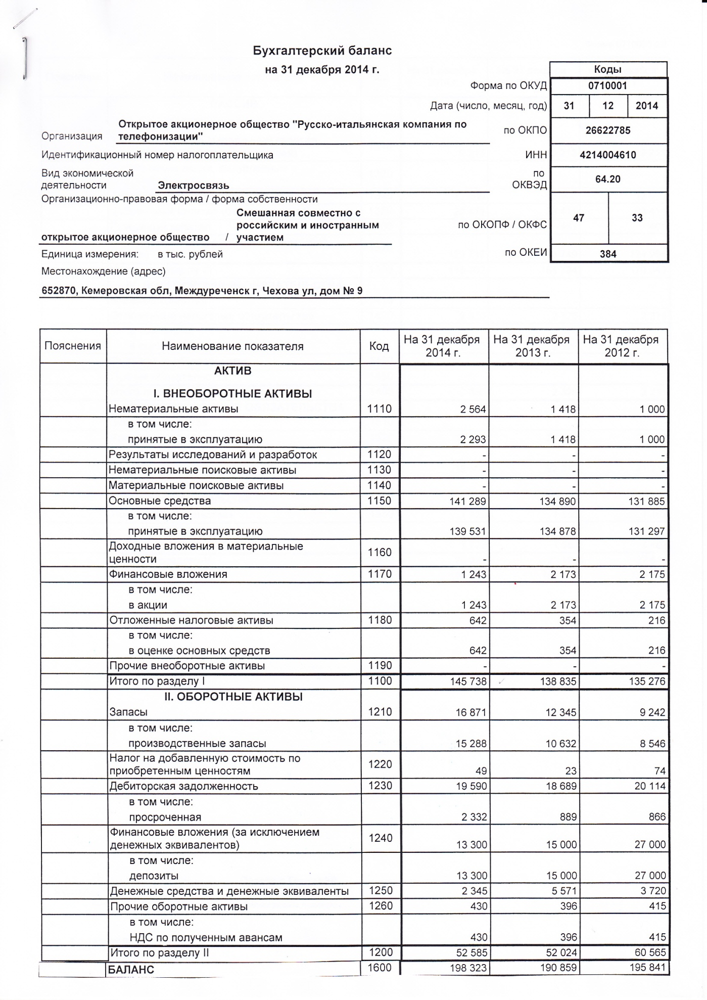 Бухгалтерский баланс
на 31 декабря 2014 г.
Коды
Форма по ОКУД 0710001
Дата (число, месяц, год) 31 12 2014
Организация Открытое акционерное общество "Русско-итальянская компания по
телефонизации" по ОКПО 26622785
Идентификационный номер налогоплательщика ИНН 4214004610
Вид экономической
деятельности Электросвязь по
ОКВЭД 64.20
Организационно-правовая форма / форма собственности
открытое акционерное общество / Смешанная совместно с
российским и иностранным
участием по ОКОПФ / ОКФС 47 33
Единица измерения: в тыс. рублей по ОКЕИ 384
Местонахождение (адрес)
652870, Кемеровская обл, Междуреченск г, Чехова ул, дом № 9
Пояснения Наименование показателя Код На 31 декабря 2014 г. На 31 декабря 2013 г. На 31 декабря 2012 г.
АКТИВ
I. ВНЕОБОРОТНЫЕ АКТИВЫ
Нематериальные активы 1110 2 564 1 418 1 000
в том числе:
принятые в эксплуатацию 2 293 1 418 1 000
Результаты исследований и разработок 1120 - - -
Нематериальные поисковые активы 1130 - - -
Материальные поисковые активы 1140 - - -
Основные средства 1150 141 289 134 890 131 885
в том числе:
принятые в эксплуатацию 139 531 134 878 131 297
Доходные вложения в материальные
ценности 1160 - - -
Финансовые вложения 1170 1 243 2 173 2 175
в том числе:
в акции 1 243 2 173 2 175
Отложенные налоговые активы 1180 642 354 216
в том числе:
в оценке основных средств 642 354 216
Прочие внеоборотные активы 1190 - - -
Итого по разделу I 1100 145 738 138 835 135 276
II. ОБОРОТНЫЕ АКТИВЫ
Запасы 1210 16 871 12 345 9 242
в том числе:
производственные запасы 15 288 10 632 8 546
Налог на добавленную стоимость по
приобретенным ценностям 1220 49 23 74
Дебиторская задолженность 1230 19 590 18 689 20 114
в том числе:
просроченная 2 332 889 866
Финансовые вложения (за исключением
денежных эквивалентов) 1240 13 300 15 000 27 000
в том числе:
депозиты 13 300 15 000 27 000
Денежные средства и денежные эквиваленты 1250 2 345 5 571 3 720
Прочие оборотные активы 1260 430 396 415
в том числе:
НДС по полученным авансам 430 396 415
Итого по разделу II 1200 52 585 52 024 60 565
БАЛАНС 1600 198 323 190 859 195 841